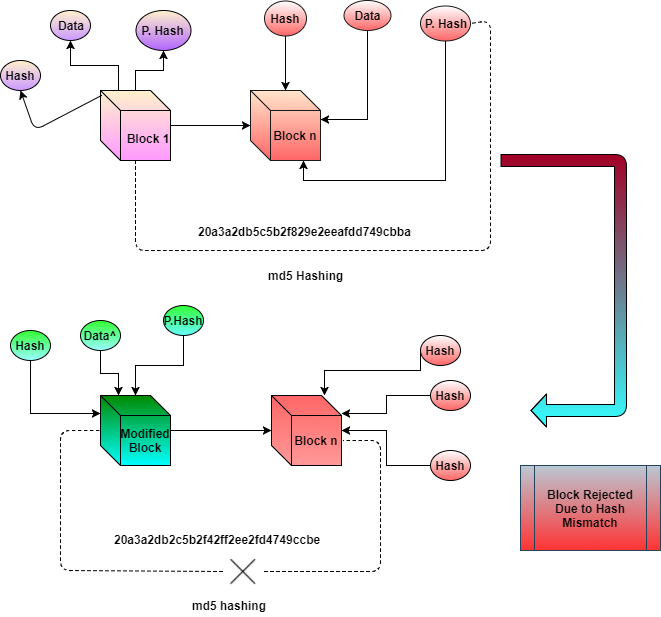 Hash
Data
P. Hash
Hash
Data
P. Hash
Block 1
Block n
20a3a2db5c5b2f829e2eeafdd749cbba
md5 Hashing
Hash
Data^
P.Hash
Hash
Hash
Hash
Modified
Block
Block n
Block Rejected
Due to Hash
Mismatch
20a3a2db2c5b2f42ff2ee2fd4749ccbe
md5 hashing